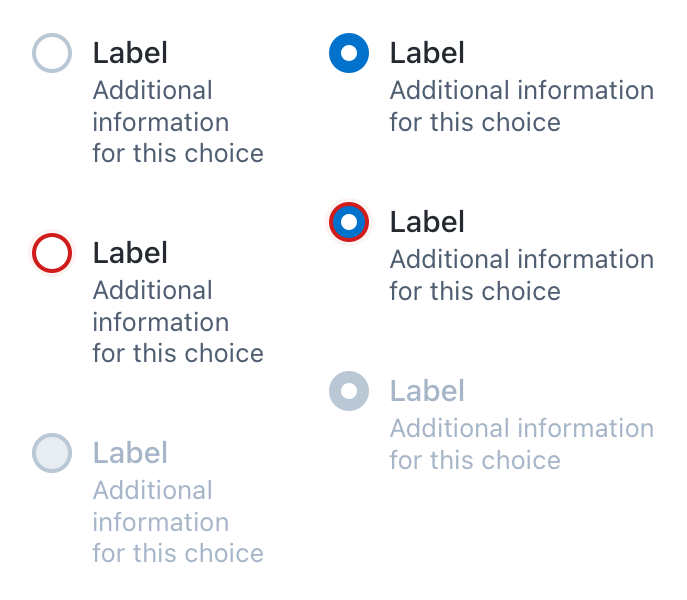 Label
Additional
information
for this choice
Label
Additional
information
for this choice
Label
Additional
information
for this choice
Label
Additional information
for this choice
Label
Additional information
for this choice
Label
Additional information
for this choice